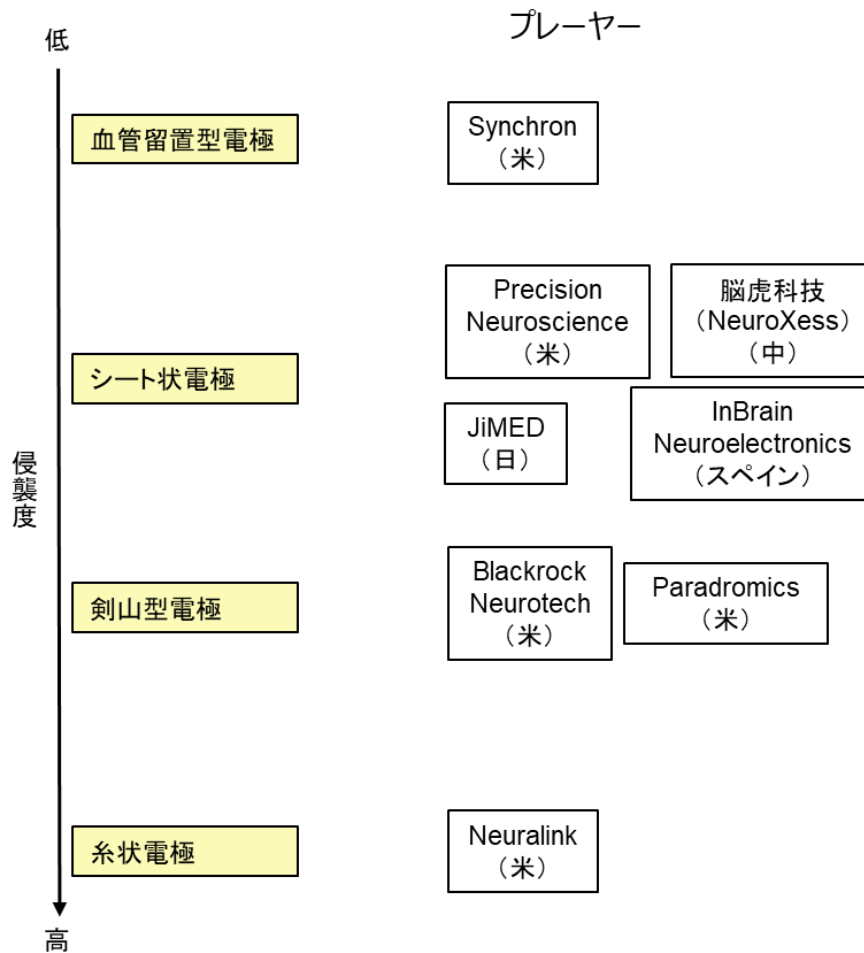 プレーヤー
低
血管留置型電極
Synchron
（米）
Precision
Neuroscience
（米）
脳虎科技
（NeuroXess）
（中）
シート状電極
JiMED
（日）
InBrain
Neuroelectronics
（スペイン）
侵襲度
剣山型電極
Blackrock
Neurotech
（米）
Paradromics
（米）
糸状電極
Neuralink
（米）
高